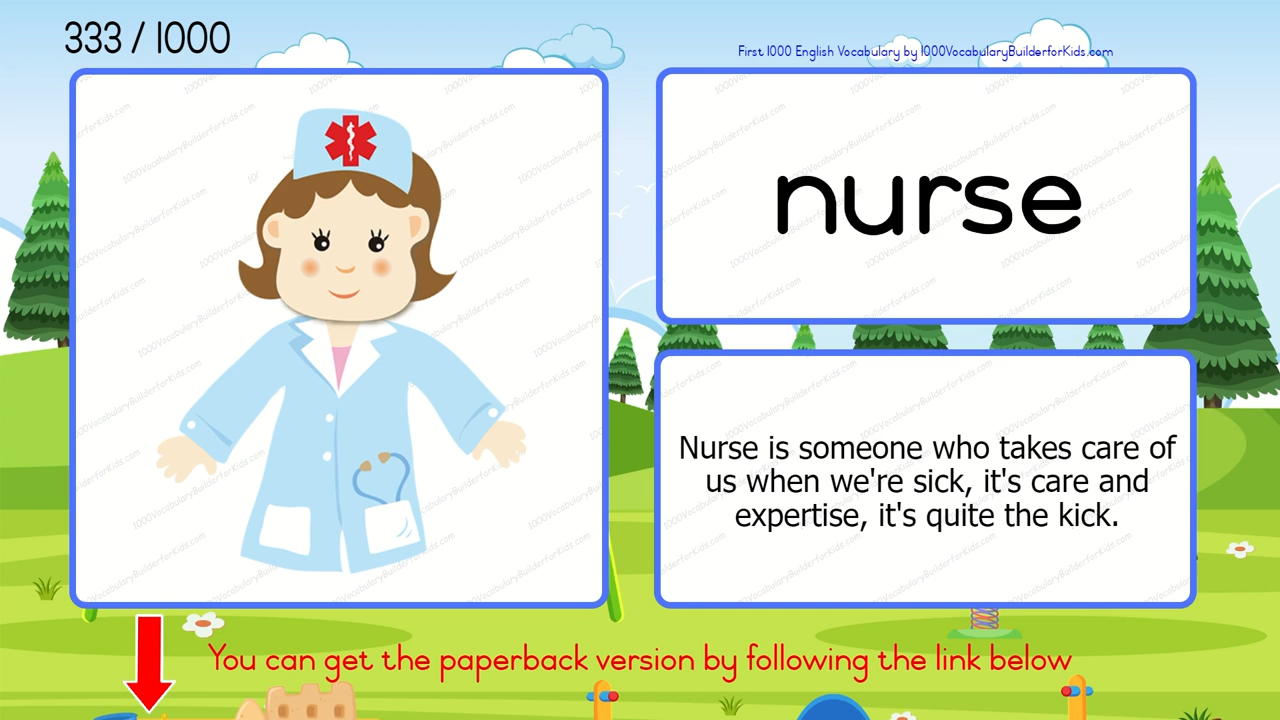 333 / 1000
First 1000 English Vocabulary by 1000VocabularyBuilderforKids.com
nurse
Nurse is someone who takes care of
us when we're sick, it's care and
expertise, it's quite the kick.
You can get the paperback version by following the link below
1000VocabularyBuilderforKids.com